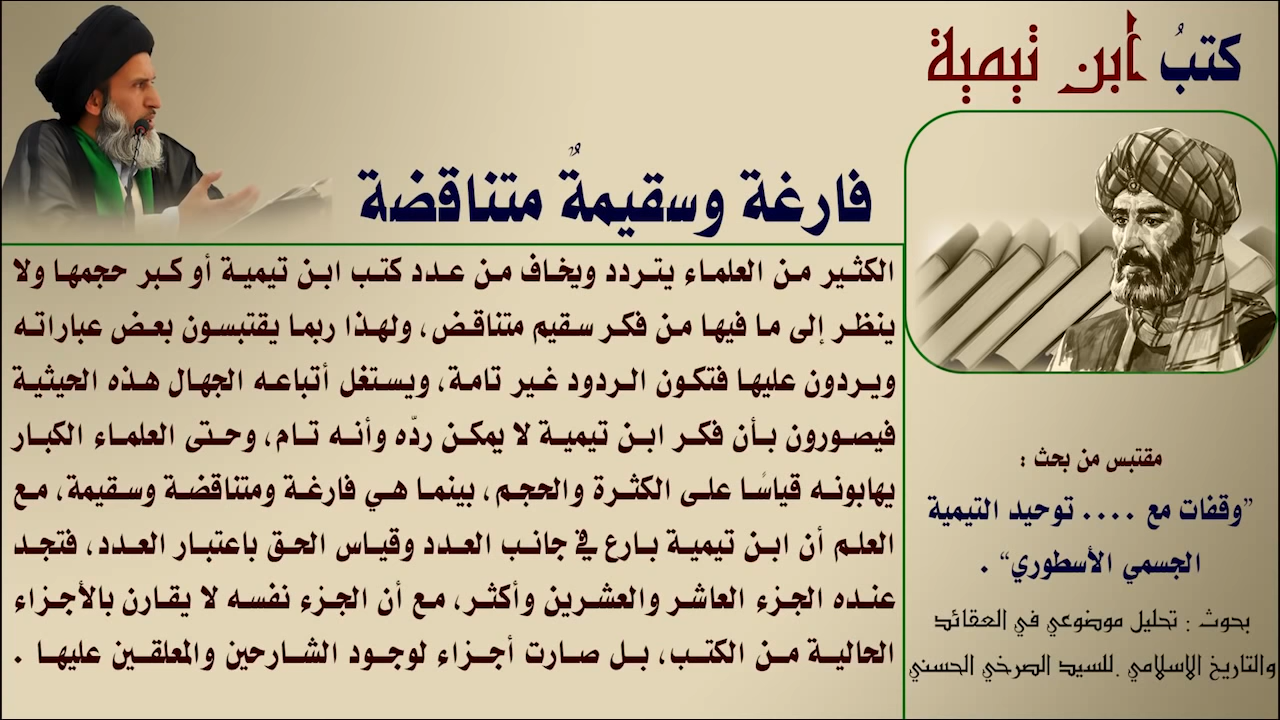 كتبُ ابن تيمية
فارغة وسقيمةٌ متناقضة
الكثير من العلماء يتردد ويخاف من عدد كتب ابن تيمية أو كبر حجمها ولا
ينظر إلى ما فيها من فكر سقيم متناقض، ولهذا ربما يقتبسون بعض عباراته
ويردون عليها فتكون الردود غير تامة، ويستغل أتباعه الجهال هذه الحيثية
فيصورون بأن فكر ابن تيمية لا يمكن ردّه وأنه تام، وحتى العلماء الكبار
يهابونه قياسًا على الكثرة والحجم، بينما هي فارغة ومتناقضة وسقيمة، مع
العلم أن ابن تيمية بارع في جانب العدد وقياس الحق باعتبار العدد، فتجد
عنده الجزء العاشر والعشرين وأكثر، مع أن الجزء نفسه لا يقارن بالأجزاء
الحالية من الكتب، بل صارت أجزاء لوجود الشارحين والمعلقين عليها .
مقتبس من بحث :
"وقفات مع .... توحيد التيمية
الجسمي الأسطوري" .
بحوث : تحليل موضوعي في العقائد
والتاريخ الاسلامي .للسيد الصرخي الحسني